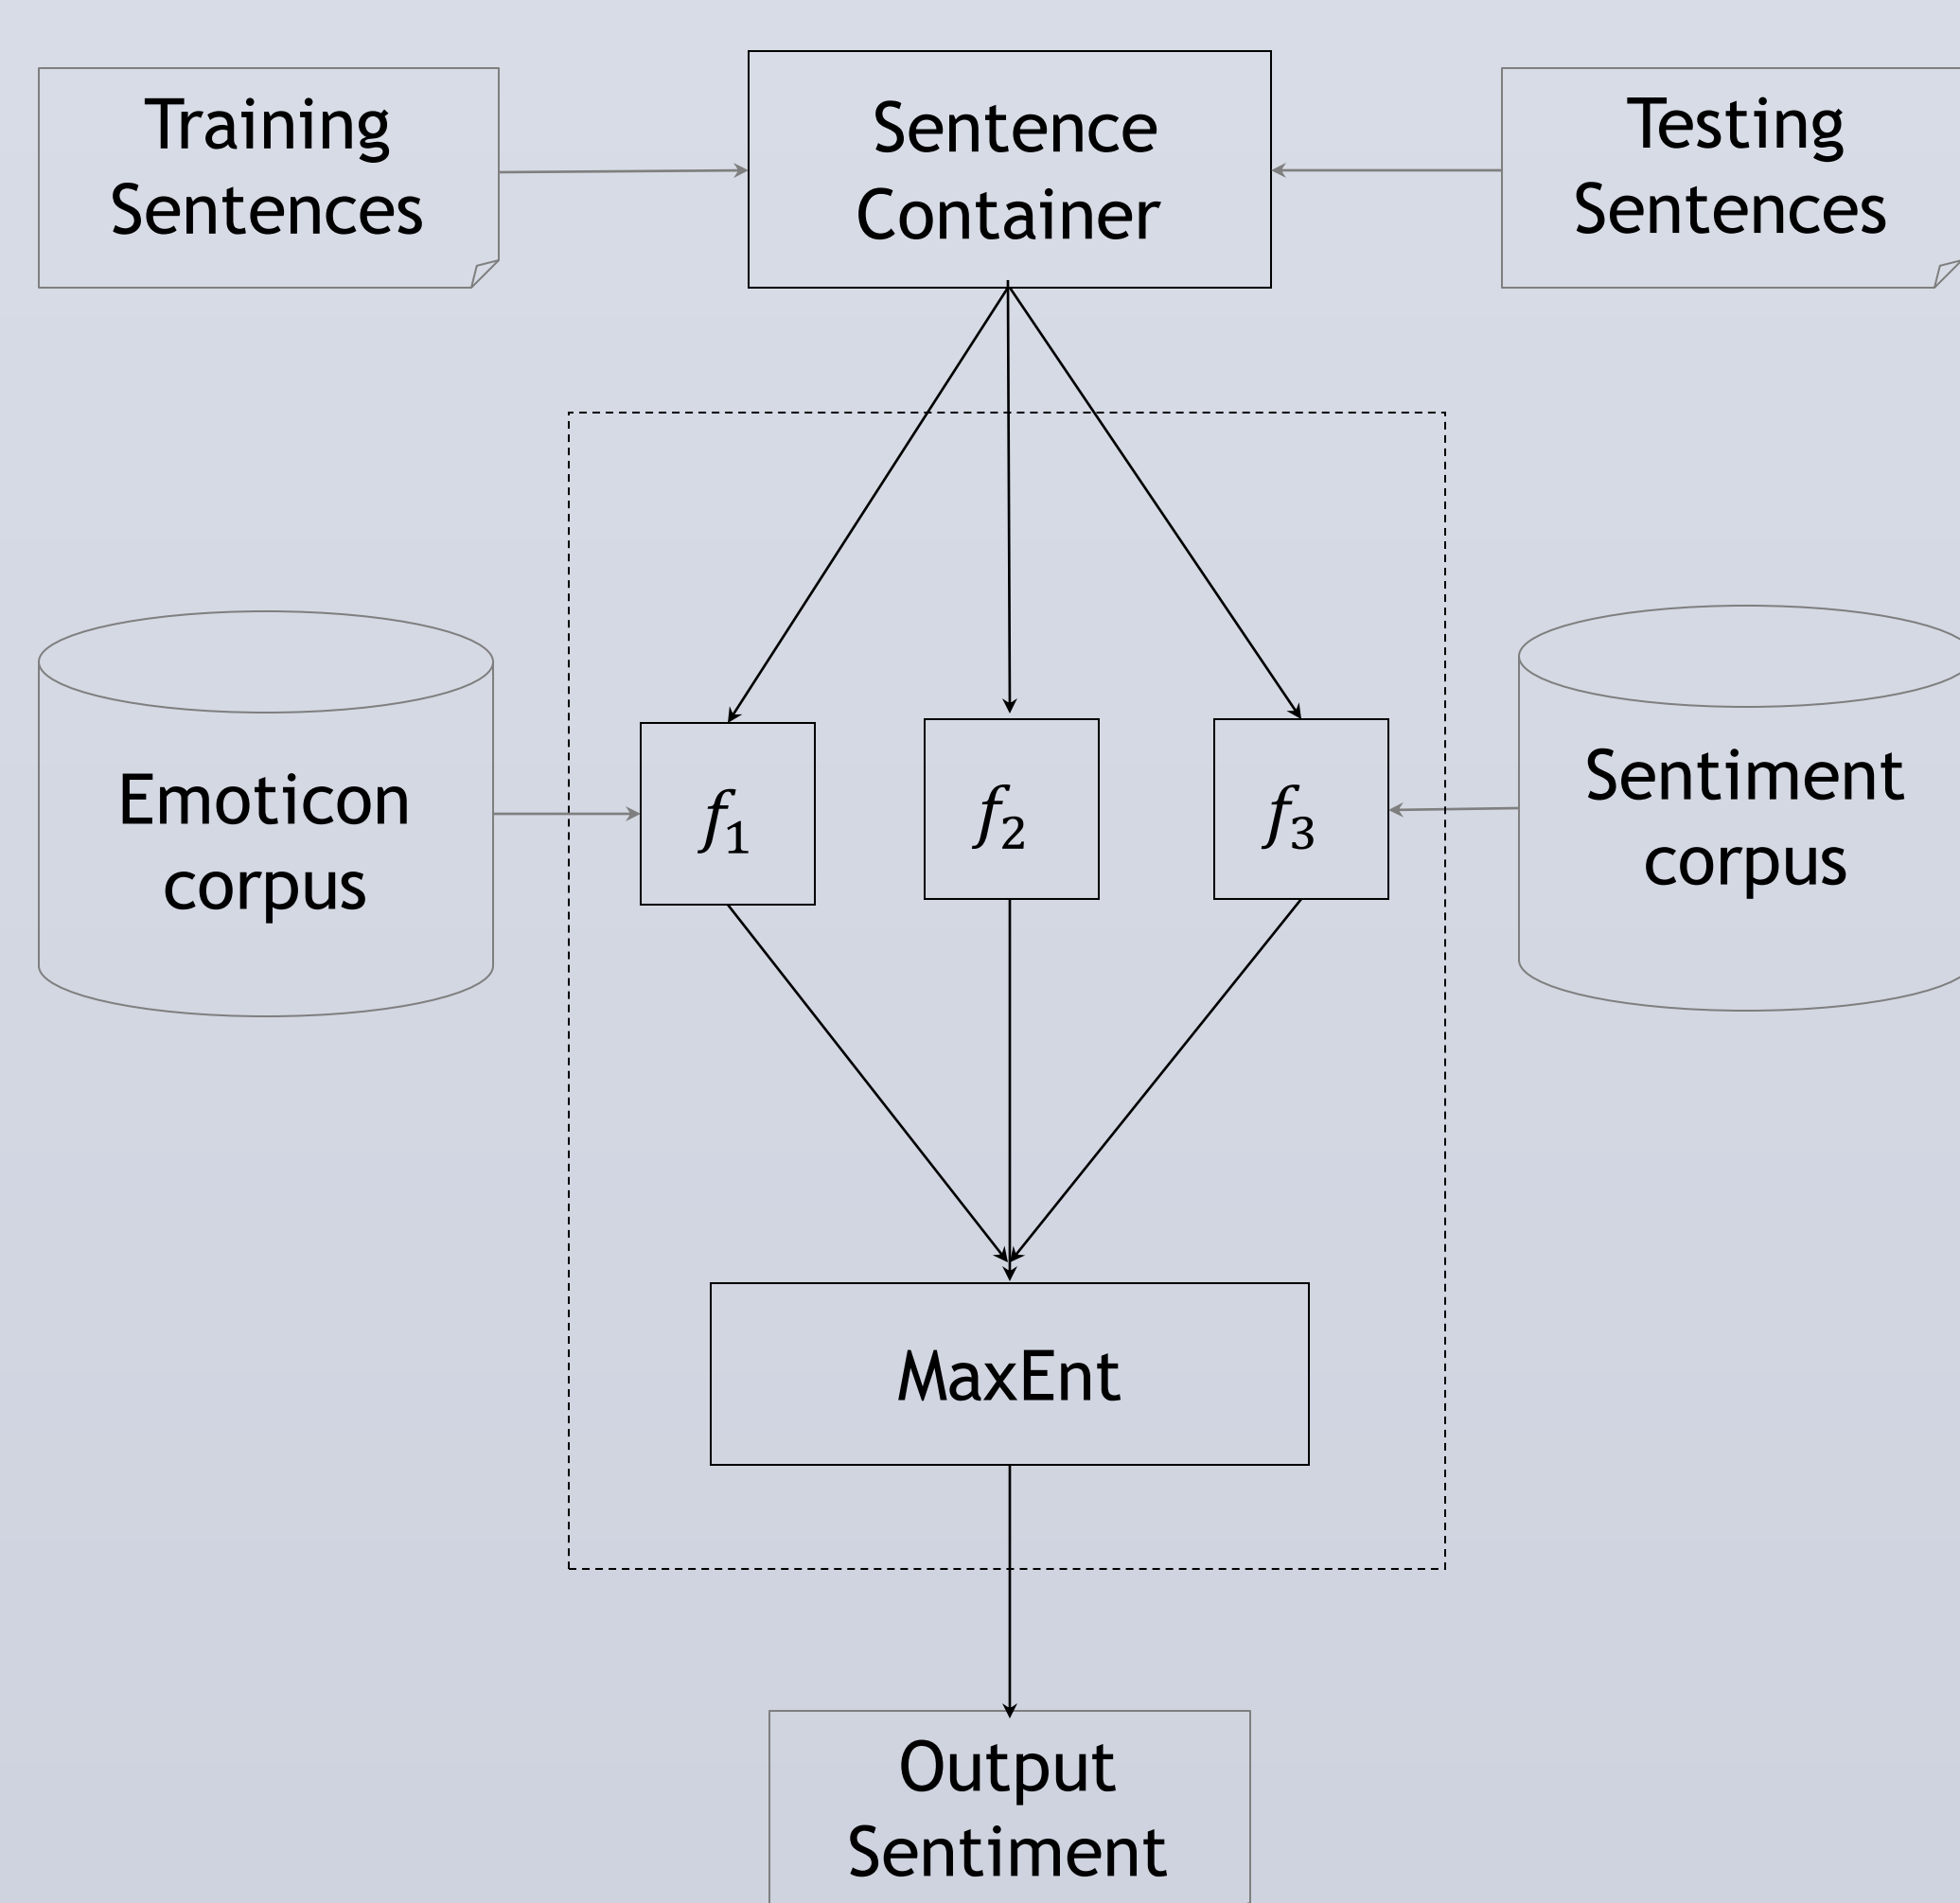 Training
Sentences
Sentence
Container
Testing
Sentences
Emoticon
corpus
f₁
f₂
f₃
Sentiment
corpus
MaxEnt
Output
Sentiment